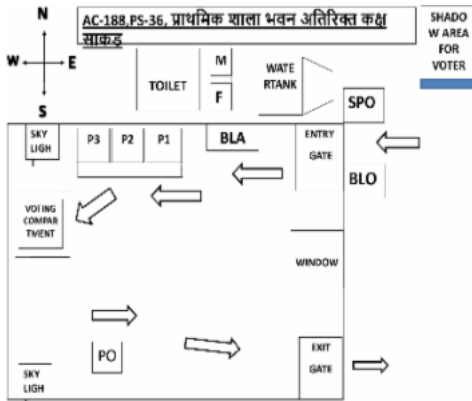 N
W E
S
AC-188,PS-36, प्राथमिक शाला भवन अतिरिक्त कक्ष
साकड़
SHADO
W AREA
FOR
VOTER
TOILET
M
F
WATE
RTANK
SPO
SKY
LIGH
P3 P2 P1
BLA
ENTRY
GATE
BLO
VOTING
COMPAR
TMENT
WINDOW
PO
SKY
LIGH
EXIT
GATE